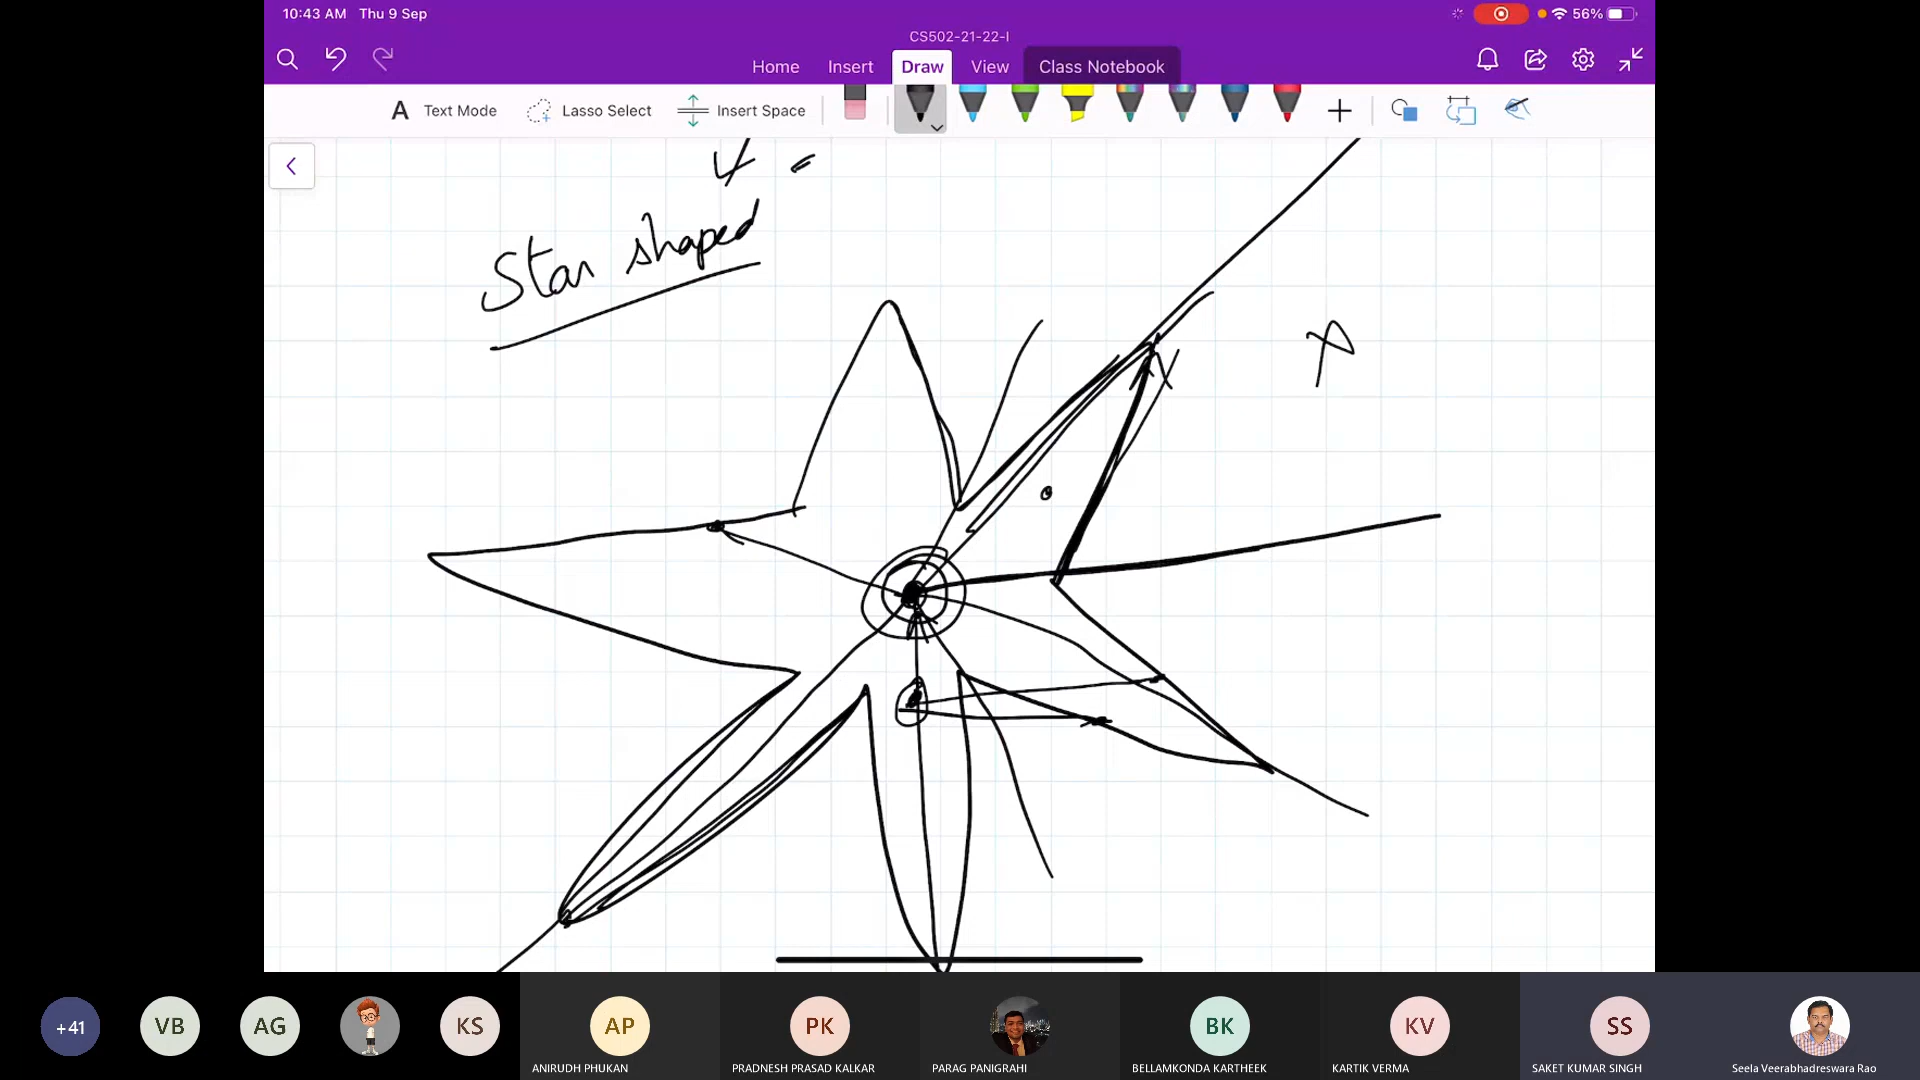 10:43 AM Thu 9 Sep
56%
CS502-21-22-I
Home Insert Draw View Class Notebook
A Text Mode Lasso Select Insert Space
Star shaped
+41 VB AG KS AP PK BK KV SS
ANIRUDH PHUKAN PRADNESH PRASAD KALKAR PARAG PANIGRAHI BELLAMKONDA KARTHEEK KARTIK VERMA SAKET KUMAR SINGH Seela Veerabhadreswara Rao